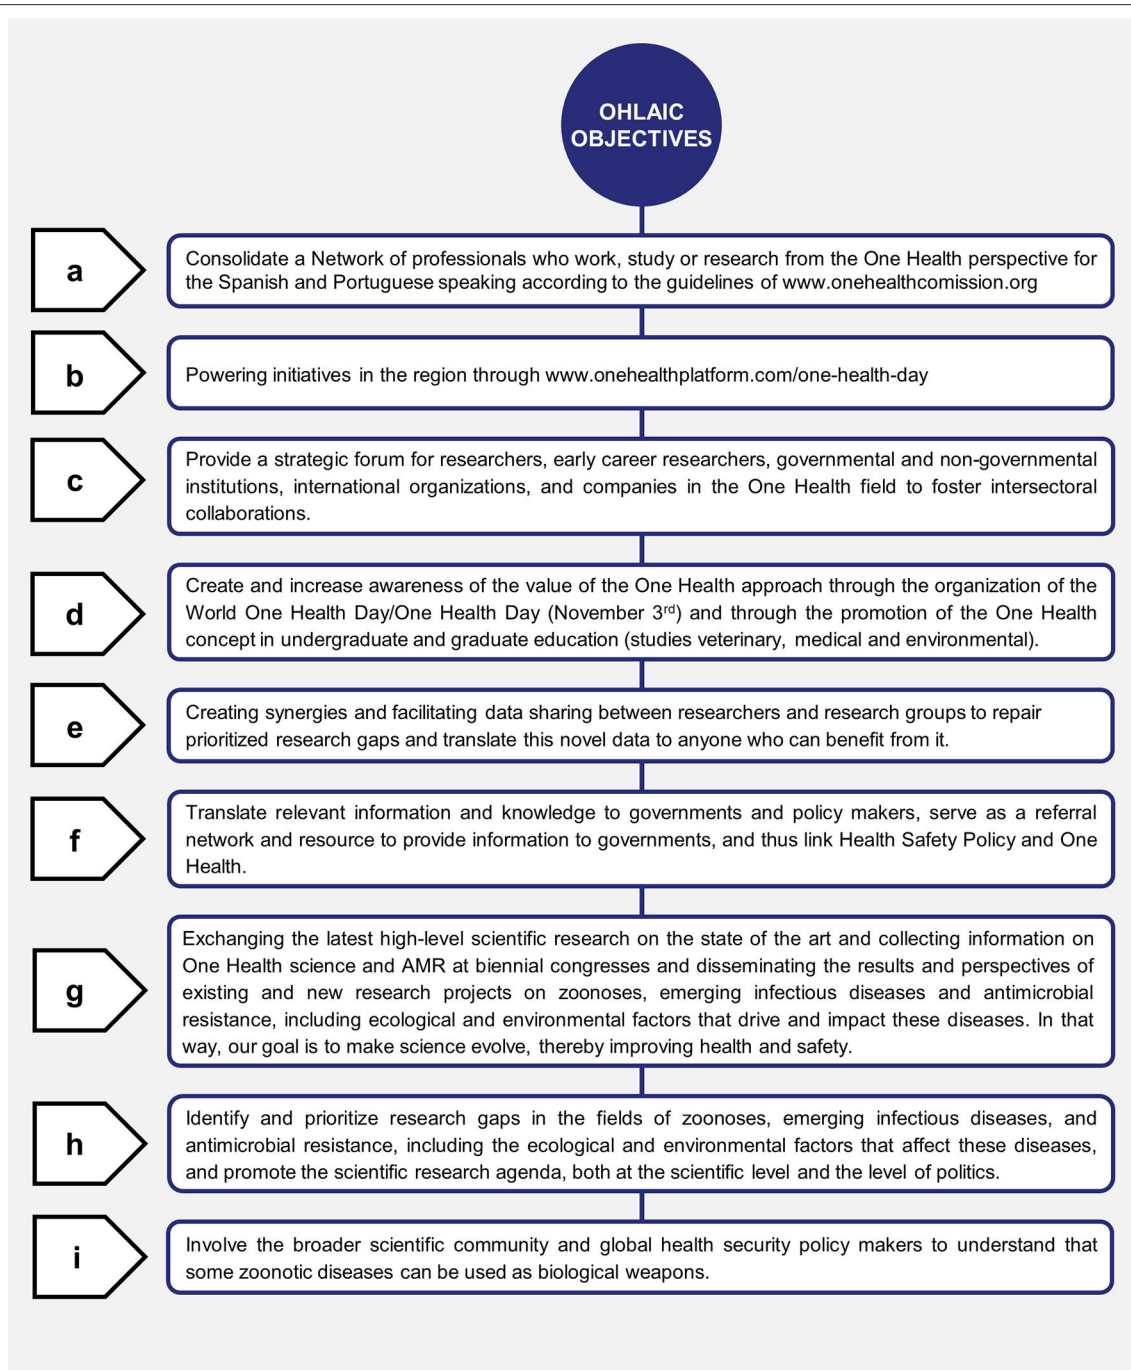 OHLAIC
OBJECTIVES
a
Consolidate a Network of professionals who work, study or research from the One Health perspective for
the Spanish and Portuguese speaking according to the guidelines of www.onehealthcomission.org
b
Powering initiatives in the region through www.onehealthplatform.com/one-health-day
c
Provide a strategic forum for researchers, early career researchers, governmental and non-governmental
institutions, international organizations, and companies in the One Health field to foster intersectoral
collaborations.
d
Create and increase awareness of the value of the One Health approach through the organization of the
World One Health Day/One Health Day (November 3rd) and through the promotion of the One Health
concept in undergraduate and graduate education (studies veterinary, medical and environmental).
e
Creating synergies and facilitating data sharing between researchers and research groups to repair
prioritized research gaps and translate this novel data to anyone who can benefit from it.
f
Translate relevant information and knowledge to governments and policy makers, serve as a referral
network and resource to provide information to governments, and thus link Health Safety Policy and One
Health.
g
Exchanging the latest high-level scientific research on the state of the art and collecting information on
One Health science and AMR at biennial congresses and disseminating the results and perspectives of
existing and new research projects on zoonoses, emerging infectious diseases and antimicrobial
resistance, including ecological and environmental factors that drive and impact these diseases. In that
way, our goal is to make science evolve, thereby improving health and safety.
h
Identify and prioritize research gaps in the fields of zoonoses, emerging infectious diseases, and
antimicrobial resistance, including the ecological and environmental factors that affect these diseases,
and promote the scientific research agenda, both at the scientific level and the level of politics.
i
Involve the broader scientific community and global health security policy makers to understand that
some zoonotic diseases can be used as biological weapons.